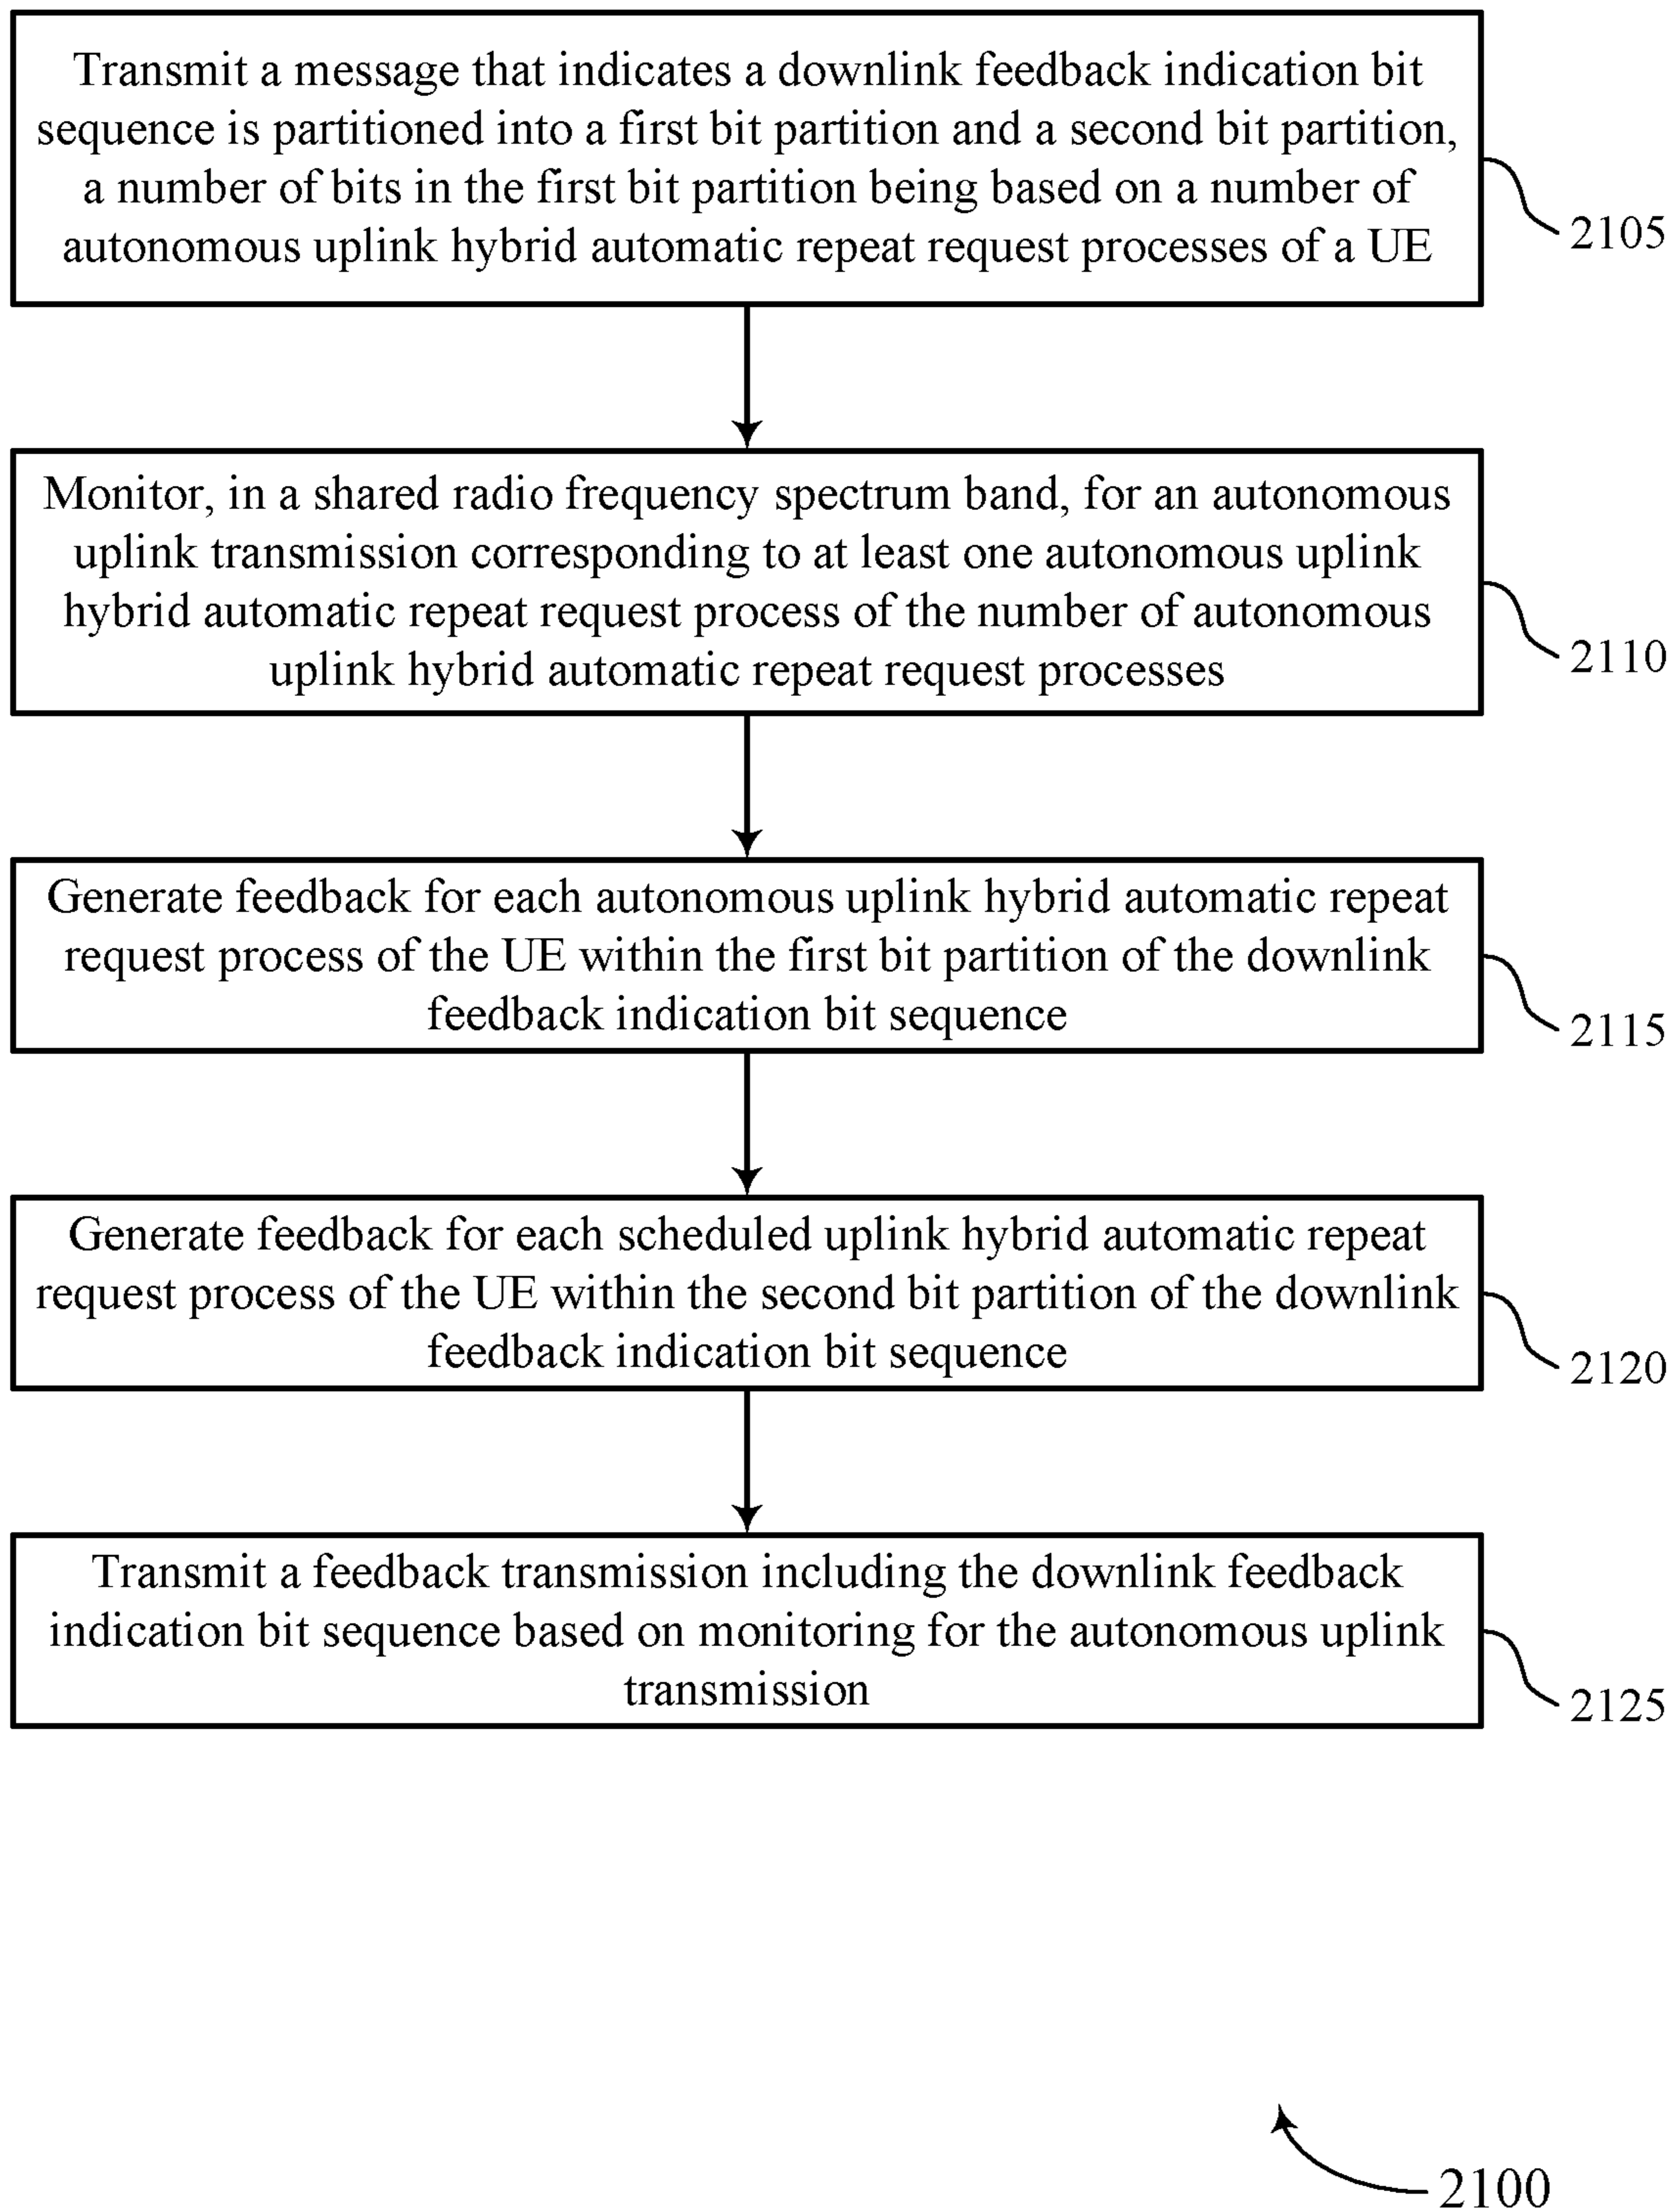 Transmit a message that indicates a downlink feedback indication bit
sequence is partitioned into a first bit partition and a second bit partition,
a number of bits in the first bit partition being based on a number of
autonomous uplink hybrid automatic repeat request processes of a UE
2105
Monitor, in a shared radio frequency spectrum band, for an autonomous
uplink transmission corresponding to at least one autonomous uplink
hybrid automatic repeat request process of the number of autonomous
uplink hybrid automatic repeat request processes
2110
Generate feedback for each autonomous uplink hybrid automatic repeat
request process of the UE within the first bit partition of the downlink
feedback indication bit sequence
2115
Generate feedback for each scheduled uplink hybrid automatic repeat
request process of the UE within the second bit partition of the downlink
feedback indication bit sequence
2120
Transmit a feedback transmission including the downlink feedback
indication bit sequence based on monitoring for the autonomous uplink
transmission
2125
2100